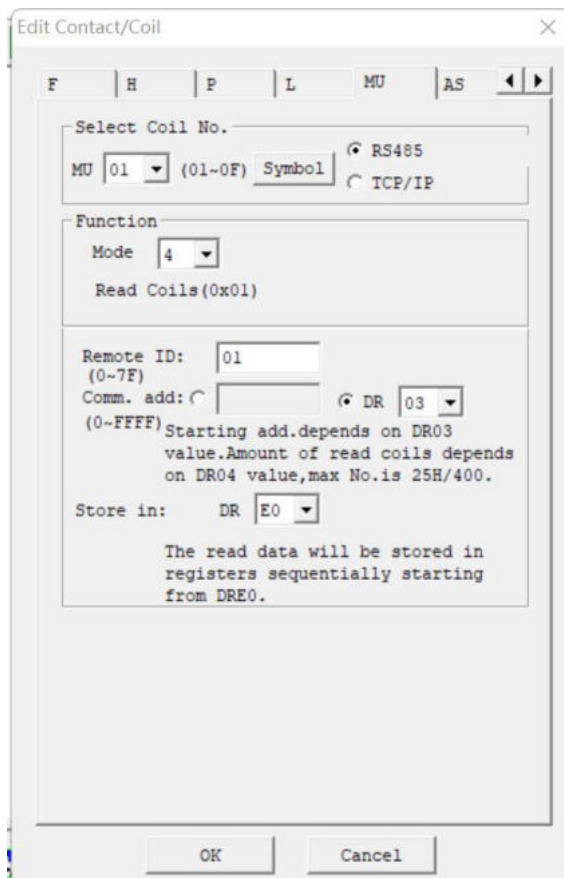 Edit Contact/Coil
F H P L MU AS
Select Coil No.
MU 01 (01~0F) Symbol
RS485
TCP/IP
Function
Mode 4
Read Coils(0x01)
Remote ID: 01
(0~7F)
Comm. add: DR 03
(0~FFFF)
Starting add.depends on DR03
value.Amount of read coils depends
on DR04 value,max No.is 25H/400.
Store in: DR E0
The read data will be stored in
registers sequentially starting
from DRE0.
OK Cancel